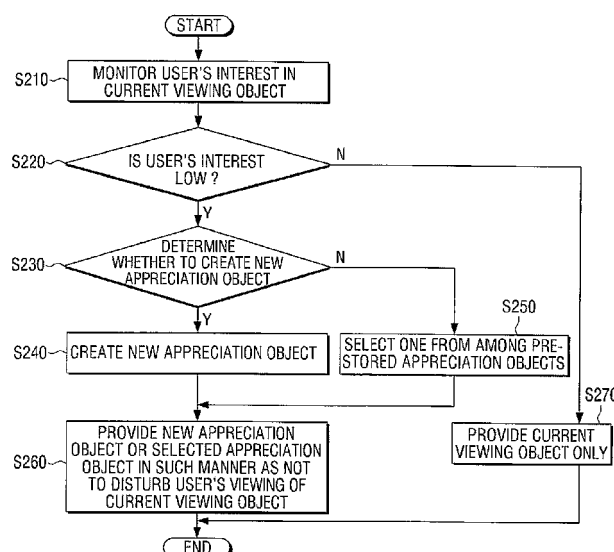 START
S210
MONITOR USER'S INTEREST IN
CURRENT VIEWING OBJECT
S220
IS USER'S INTEREST
LOW ?
N
Y
S230
DETERMINE
WHETHER TO CREATE NEW
APPRECIATION OBJECT
N
Y
S240
CREATE NEW APPRECIATION OBJECT
S250
SELECT ONE FROM AMONG PRE-
STORED APPRECIATION OBJECTS
S260
PROVIDE NEW APPRECIATION
OBJECT OR SELECTED APPRECIATION
OBJECT IN SUCH MANNER AS NOT
TO DISTURB USER'S VIEWING OF
CURRENT VIEWING OBJECT
S270
PROVIDE CURRENT
VIEWING OBJECT ONLY
END